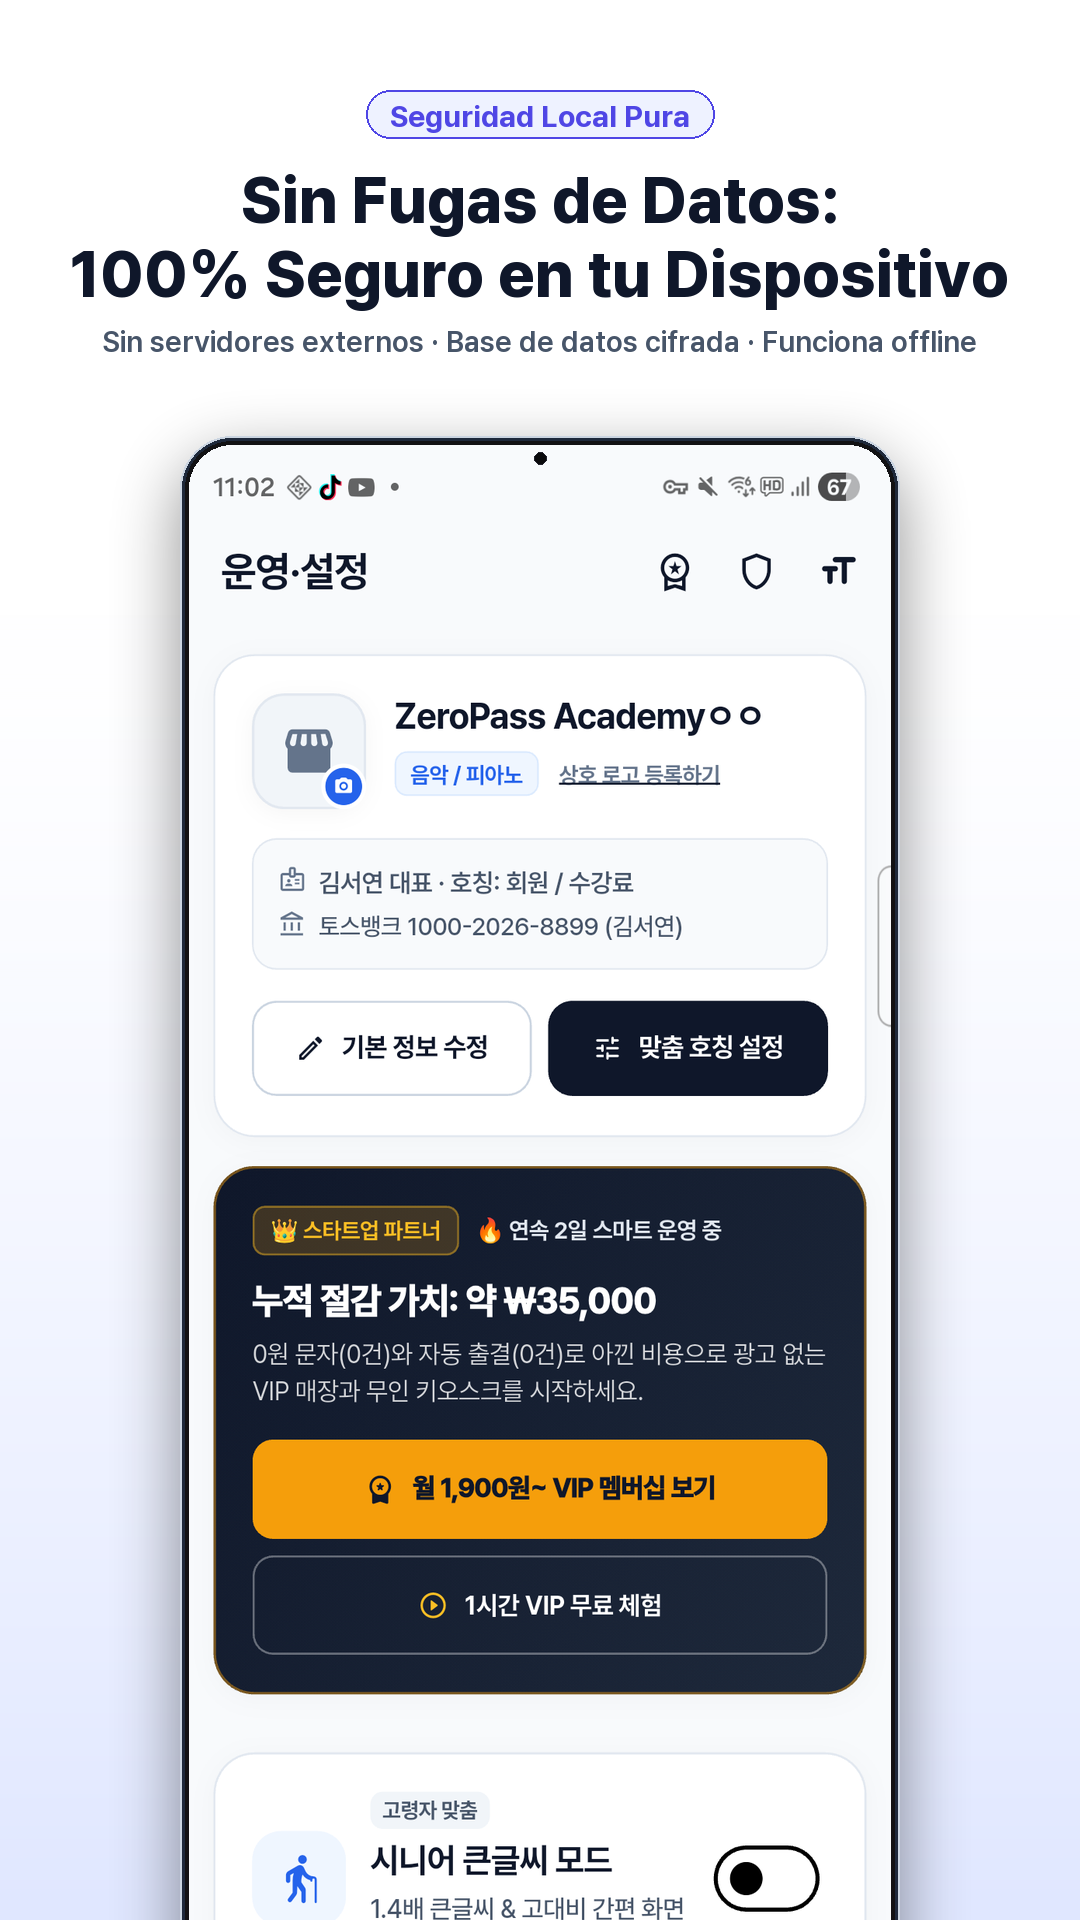 Seguridad Local Pura
Sin Fugas de Datos:
100% Seguro en tu Dispositivo
Sin servidores externos · Base de datos cifrada · Funciona offline
11:02
HD
67
운영·설정
ZeroPass Academyㅇㅇ
음악 / 피아노
상호 로고 등록하기
김서연 대표 · 호칭: 회원 / 수강료
토스뱅크 1000-2026-8899 (김서연)
기본 정보 수정
맞춤 호칭 설정
👑 스타트업 파트너
🔥 연속 2일 스마트 운영 중
누적 절감 가치: 약 ₩35,000
0원 문자(0건)와 자동 출결(0건)로 아낀 비용으로 광고 없는
VIP 매장과 무인 키오스크를 시작하세요.
월 1,900원~ VIP 멤버십 보기
1시간 VIP 무료 체험
고령자 맞춤
시니어 큰글씨 모드
1.4배 큰글씨 & 고대비 간편 화면